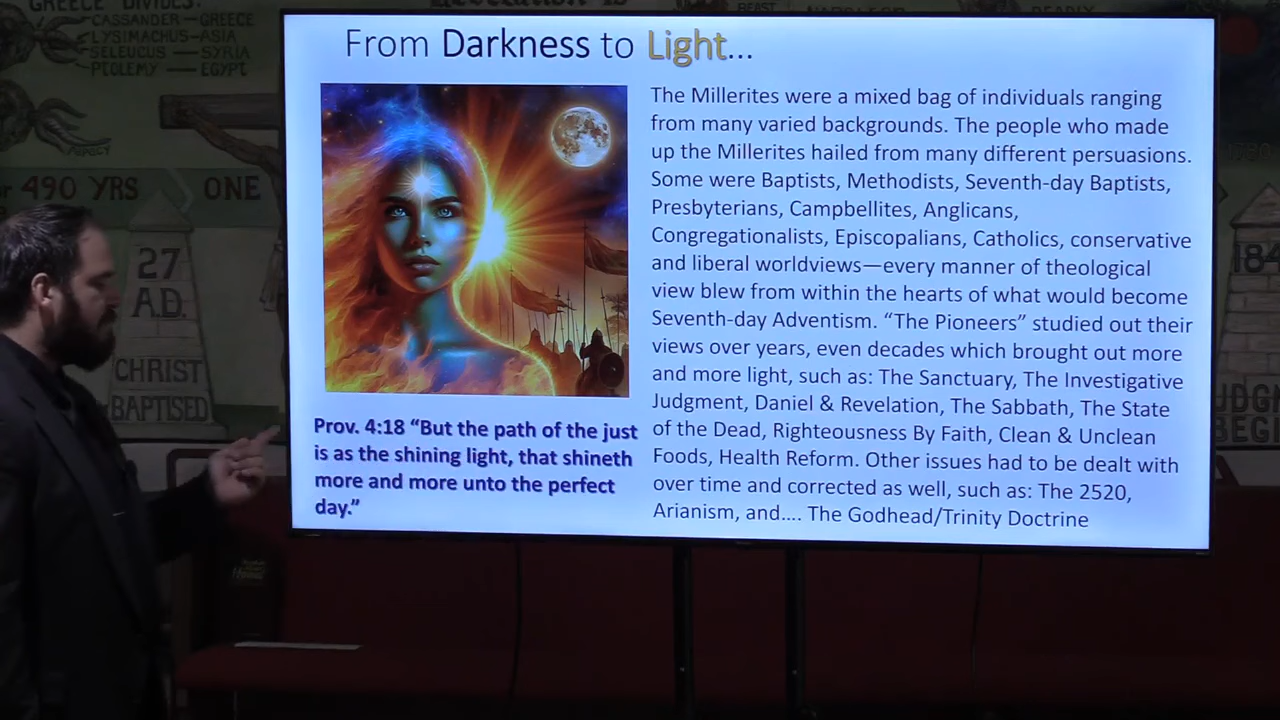 GREECE DIVIDES:
CASSANDER — GREECE
LYSIMACHUS — ASIA
SELEUCUS — SYRIA
PTOLEMY — EGYPT
490 YRS
ONE
27
A.D.
CHRIST
BAPTISED
From Darkness to Light...
Prov. 4:18 “But the path of the just
is as the shining light, that shineth
more and more unto the perfect
day.”
The Millerites were a mixed bag of individuals ranging
from many varied backgrounds. The people who made
up the Millerites hailed from many different persuasions.
Some were Baptists, Methodists, Seventh-day Baptists,
Presbyterians, Campbellites, Anglicans,
Congregationalists, Episcopalians, Catholics, conservative
and liberal worldviews—every manner of theological
view blew from within the hearts of what would become
Seventh-day Adventism. “The Pioneers” studied out their
views over years, even decades which brought out more
and more light, such as: The Sanctuary, The Investigative
Judgment, Daniel & Revelation, The Sabbath, The State
of the Dead, Righteousness By Faith, Clean & Unclean
Foods, Health Reform. Other issues had to be dealt with
over time and corrected as well, such as: The 2520,
Arianism, and.... The Godhead/Trinity Doctrine